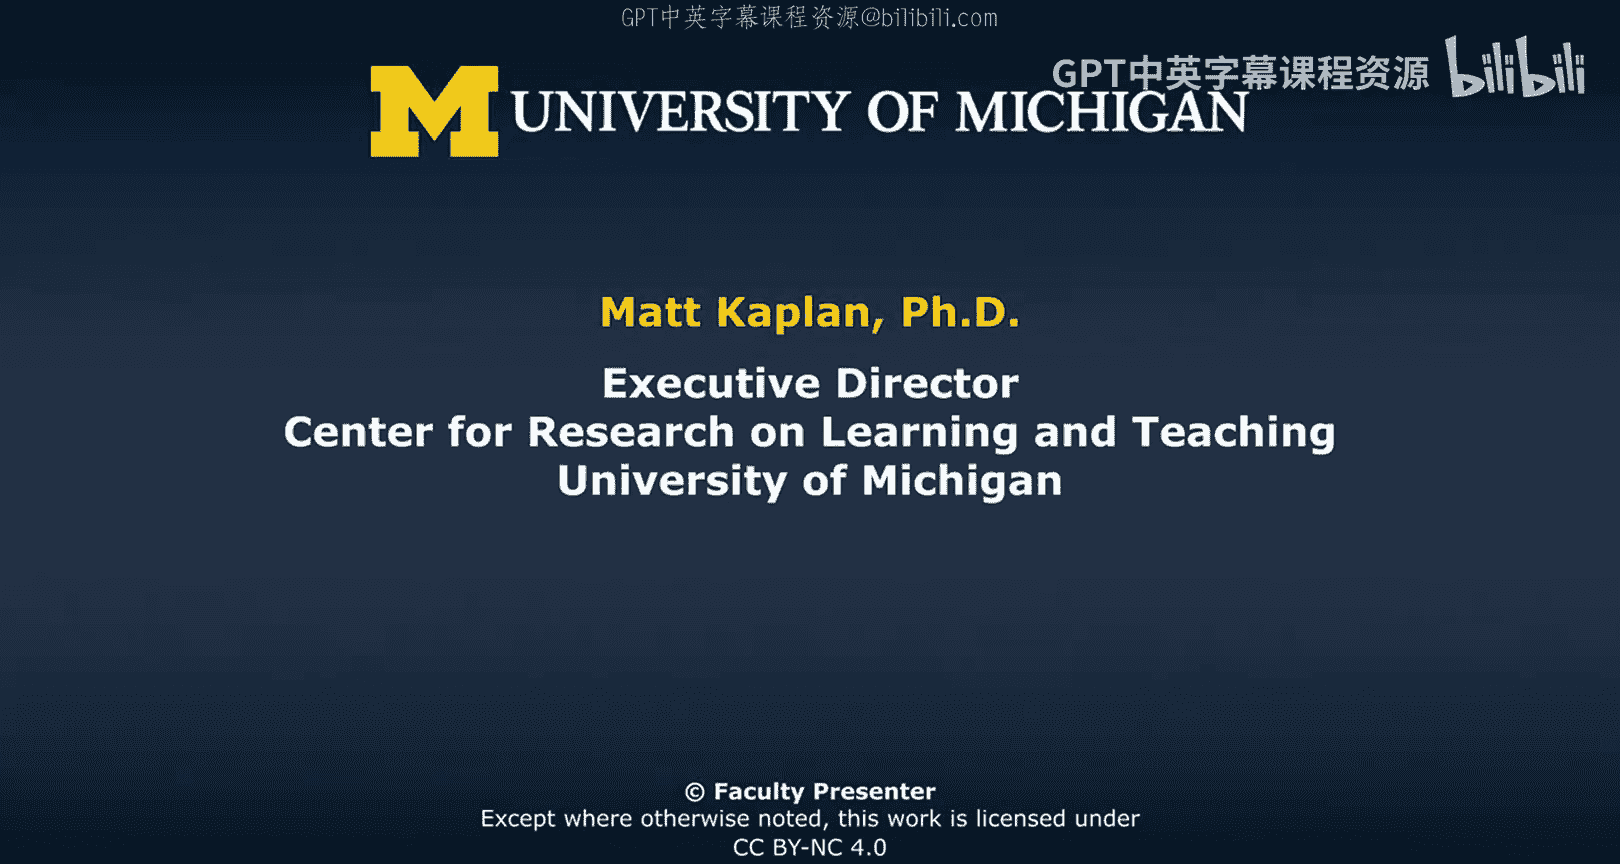 GPT中英字幕课程资源@bilibili.com
GPT中英字幕课程资源 bilibili
M UNIVERSITY OF MICHIGAN
Matt Kaplan, Ph.D.
Executive Director
Center for Research on Learning and Teaching
University of Michigan
© Faculty Presenter
Except where otherwise noted, this work is licensed under
CC BY-NC 4.0